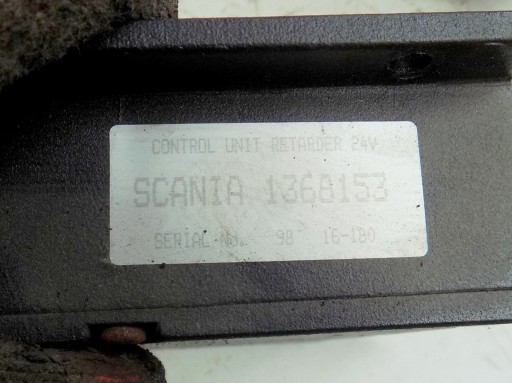 CONTROL UNIT RETARDER 24V
SCANIA 1368153
SERIAL No. 98 16-180